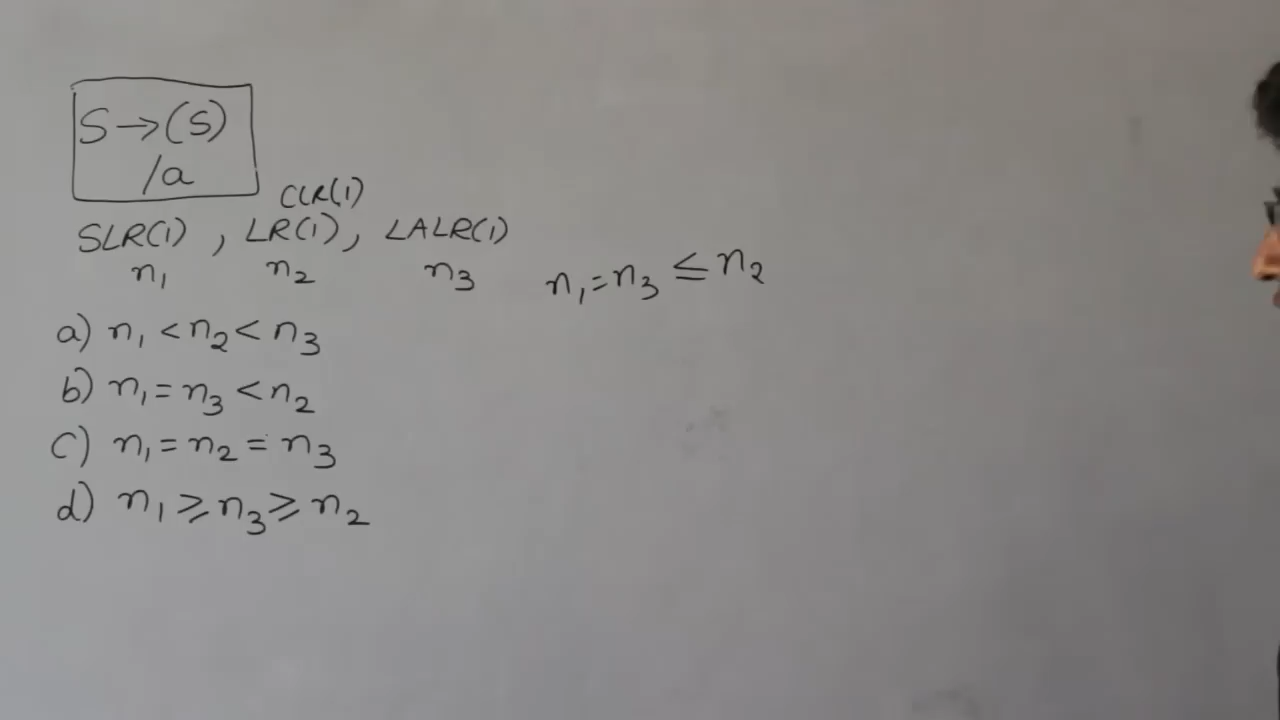 S → (S)
/a
CLR(1)
SLR(1) , LR(1), LALR(1)
n₁ n₂ n₃
n₁ = n₃ ≤ n₂
a) n₁ < n₂ < n₃
b) n₁ = n₃ < n₂
c) n₁ = n₂ = n₃
d) n₁ ≥ n₃ ≥ n₂